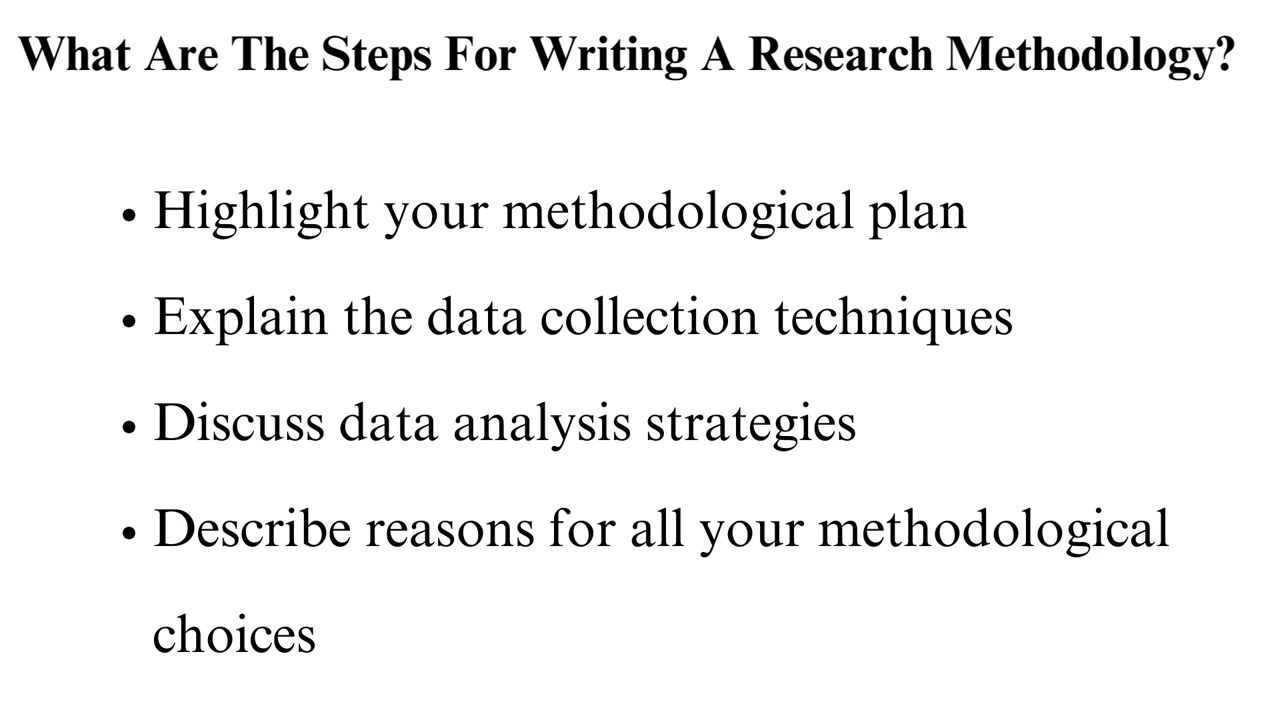 What Are The Steps For Writing A Research Methodology?
• Highlight your methodological plan
• Explain the data collection techniques
• Discuss data analysis strategies
• Describe reasons for all your methodological
choices